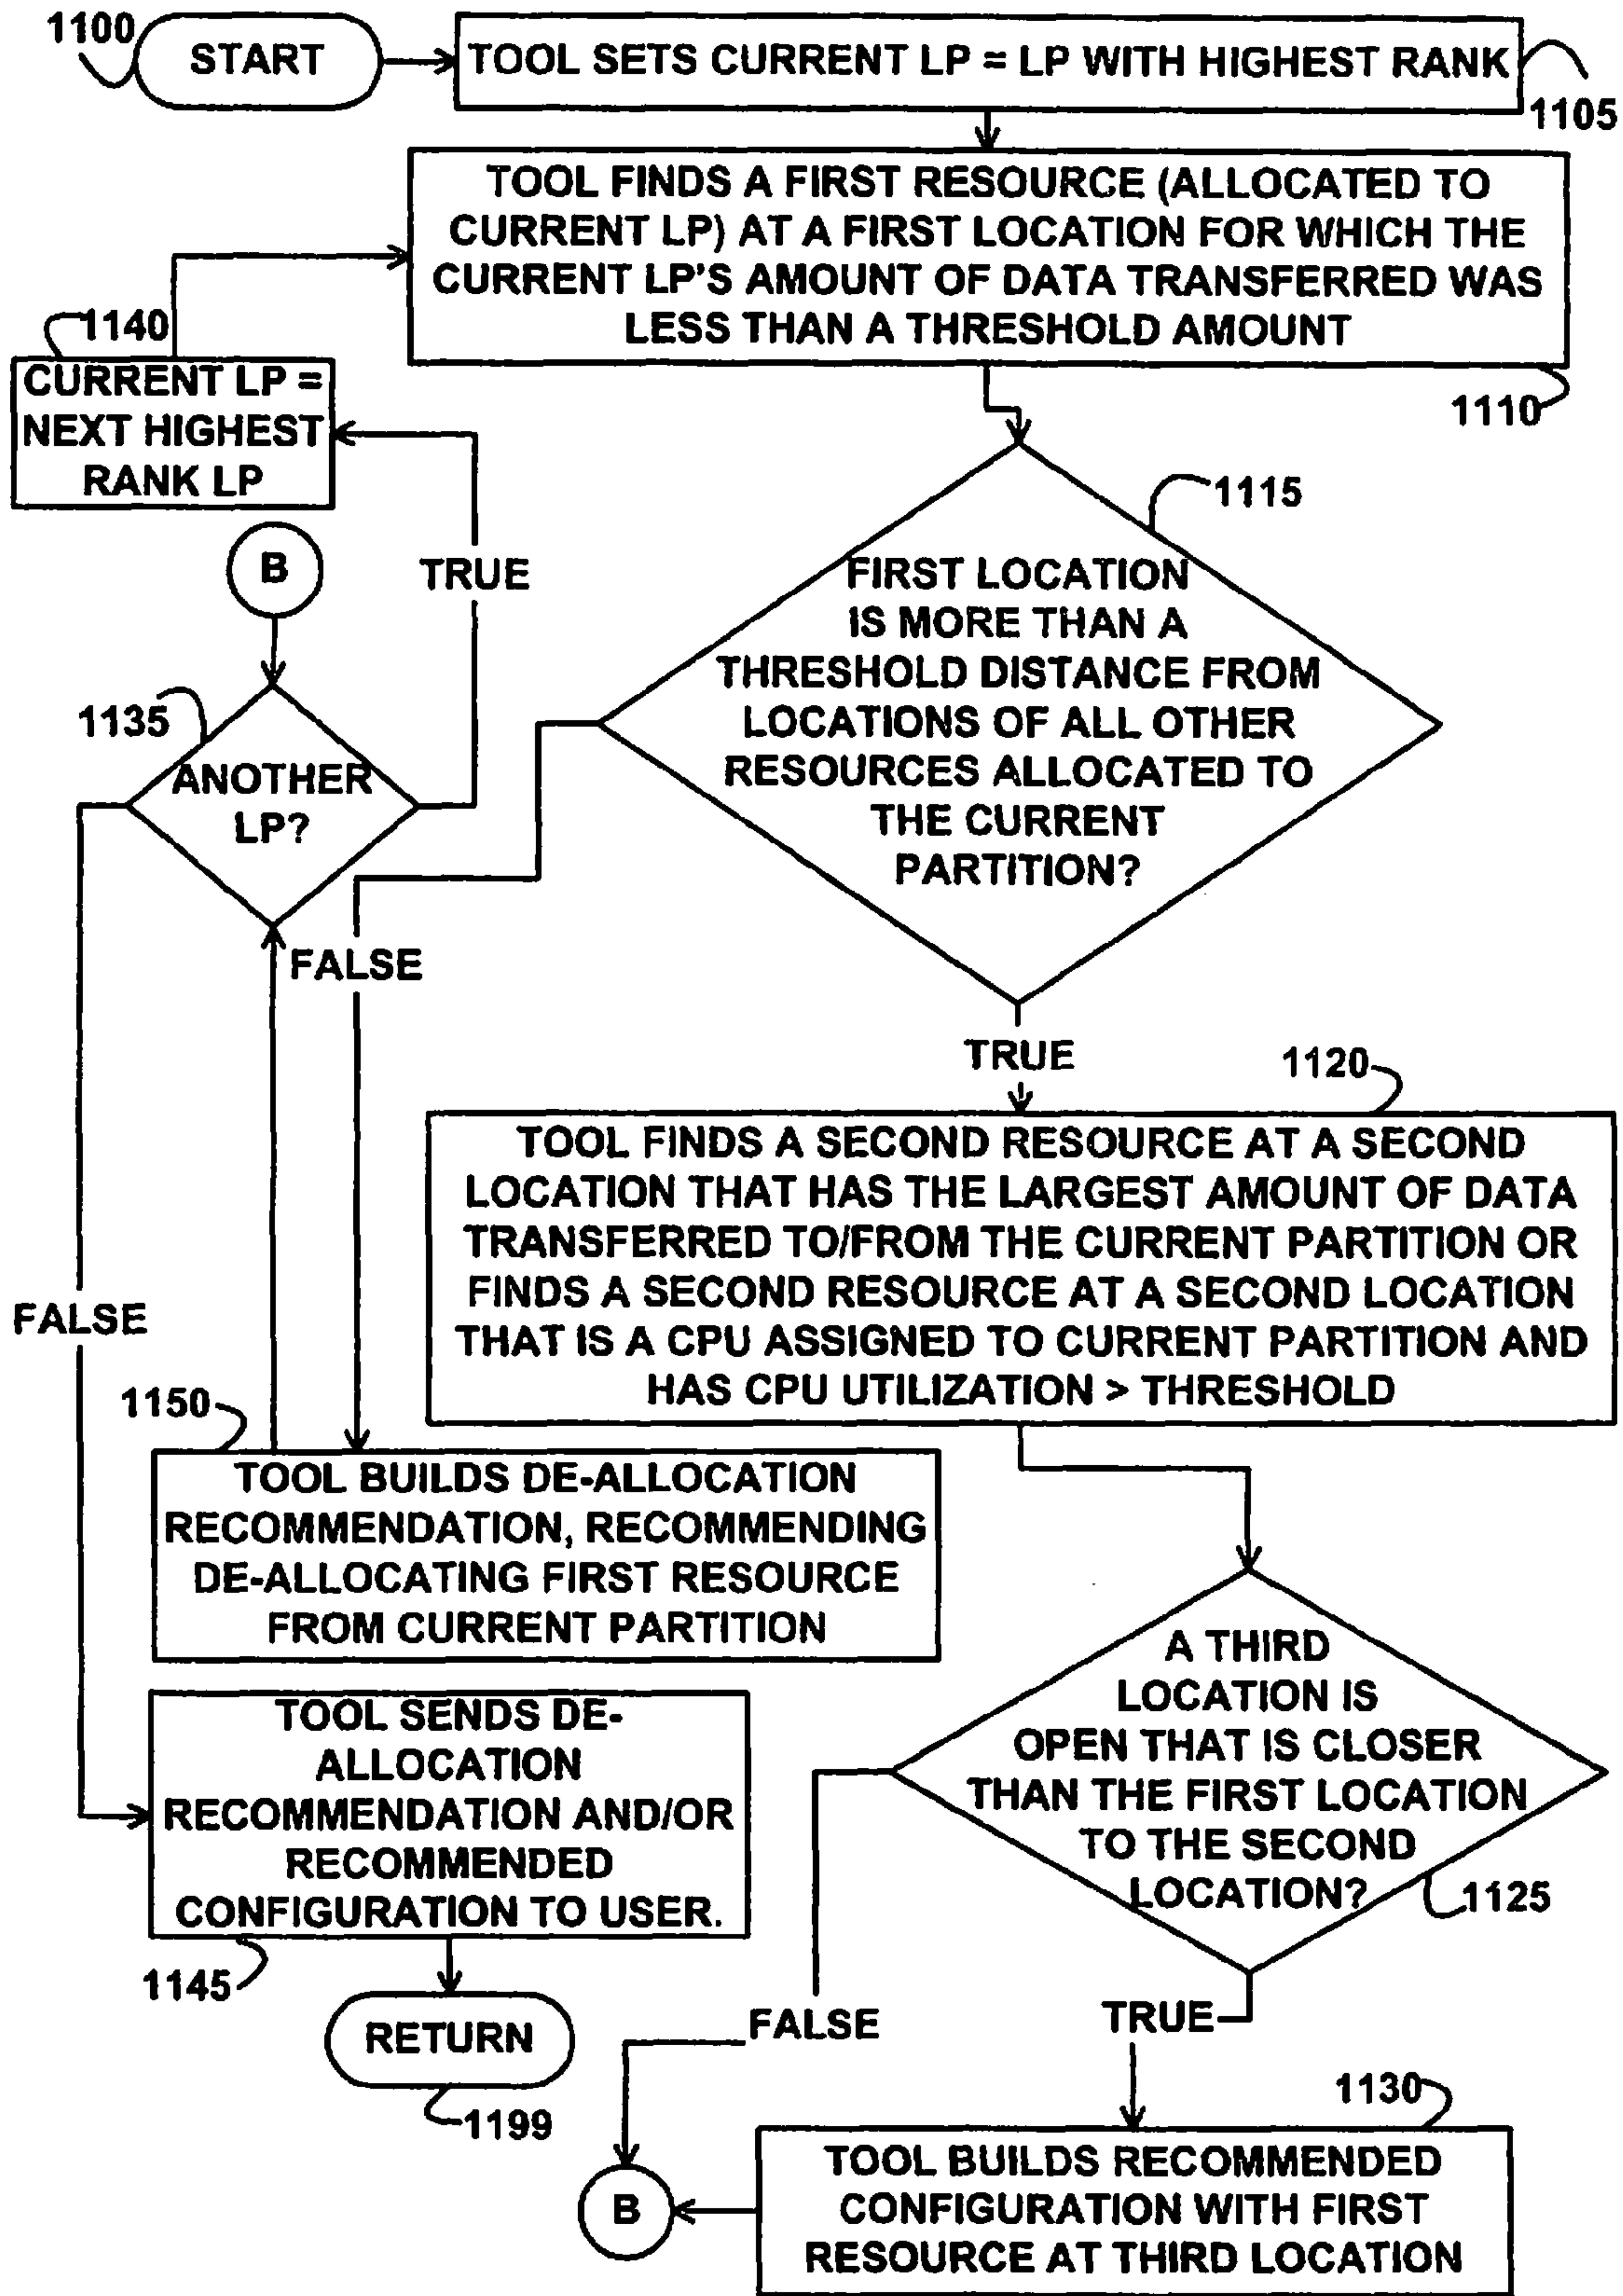 1100
START
TOOL SETS CURRENT LP = LP WITH HIGHEST RANK
1105
TOOL FINDS A FIRST RESOURCE (ALLOCATED TO
CURRENT LP) AT A FIRST LOCATION FOR WHICH THE
CURRENT LP'S AMOUNT OF DATA TRANSFERRED WAS
LESS THAN A THRESHOLD AMOUNT
1110
1140
CURRENT LP =
NEXT HIGHEST
RANK LP
B
TRUE
1135
ANOTHER
LP?
1115
FIRST LOCATION
IS MORE THAN A
THRESHOLD DISTANCE FROM
LOCATIONS OF ALL OTHER
RESOURCES ALLOCATED TO
THE CURRENT
PARTITION?
FALSE
TRUE
1120
TOOL FINDS A SECOND RESOURCE AT A SECOND
LOCATION THAT HAS THE LARGEST AMOUNT OF DATA
TRANSFERRED TO/FROM THE CURRENT PARTITION OR
FINDS A SECOND RESOURCE AT A SECOND LOCATION
THAT IS A CPU ASSIGNED TO CURRENT PARTITION AND
HAS CPU UTILIZATION > THRESHOLD
FALSE
1150
TOOL BUILDS DE-ALLOCATION
RECOMMENDATION, RECOMMENDING
DE-ALLOCATING FIRST RESOURCE
FROM CURRENT PARTITION
TOOL SENDS DE-
ALLOCATION
RECOMMENDATION AND/OR
RECOMMENDED
CONFIGURATION TO USER.
1145
RETURN
1199
A THIRD
LOCATION IS
OPEN THAT IS CLOSER
THAN THE FIRST LOCATION
TO THE SECOND
LOCATION?
1125
FALSE
TRUE
1130
B
TOOL BUILDS RECOMMENDED
CONFIGURATION WITH FIRST
RESOURCE AT THIRD LOCATION